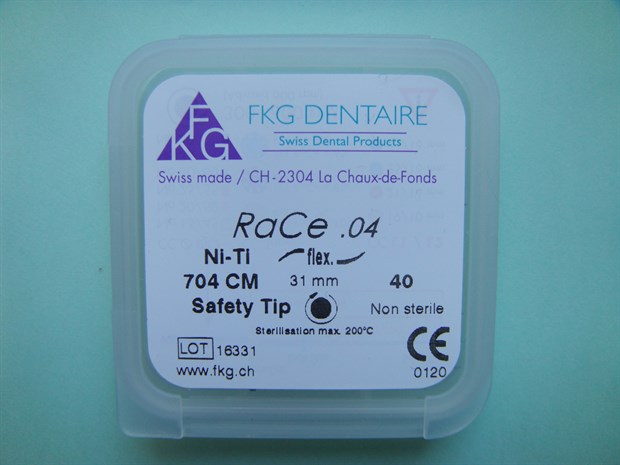 FKG
FKG DENTAIRE
Swiss Dental Products
Swiss made / CH-2304 La Chaux-de-Fonds
RaCe .04
Ni-Ti flex.
704 CM 31 mm 40
Safety Tip Non sterile
Sterilisation max. 200°C
LOT 16331 CE
www.fkg.ch 0120